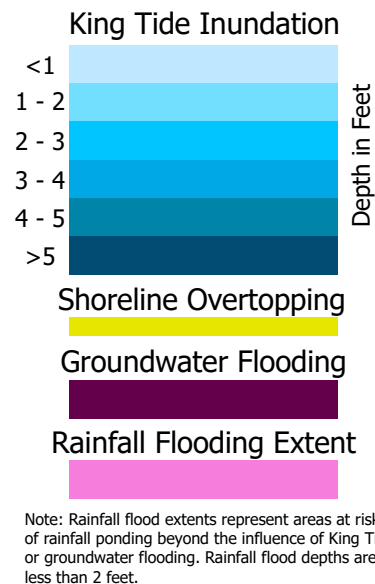 King Tide Inundation
<1
1 - 2
2 - 3
3 - 4
4 - 5
>5
Depth in Feet
Shoreline Overtopping
Groundwater Flooding
Rainfall Flooding Extent
Note: Rainfall flood extents represent areas at risk
of rainfall ponding beyond the influence of King
or groundwater flooding. Rainfall flood depths are
less than 2 feet.